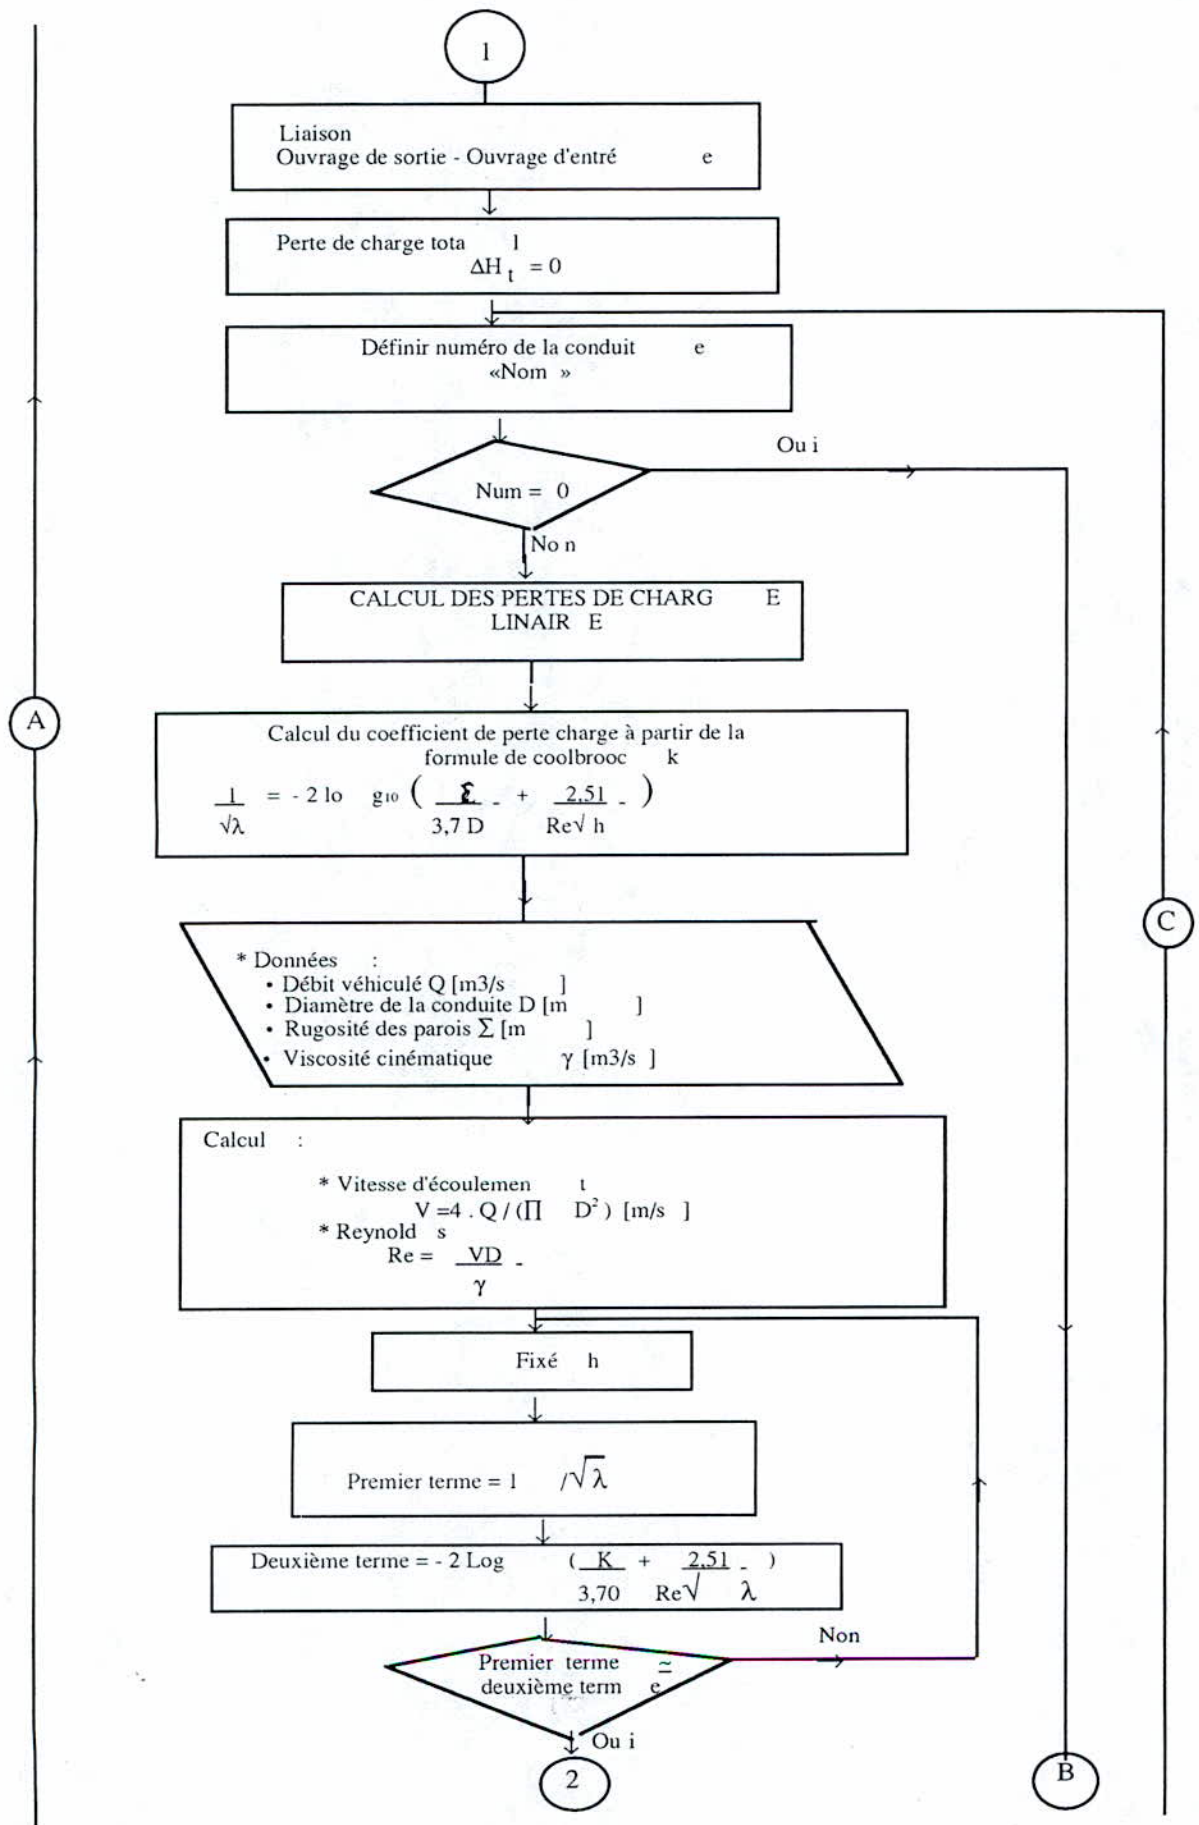 1
Liaison
Ouvrage de sortie - Ouvrage d'entré e
Perte de charge tota l
ΔH t = 0
Définir numéro de la conduit e
«Nom »
Ou i
Num = 0
No n
CALCUL DES PERTES DE CHARG E
LINAIR E
A
Calcul du coefficient de perte charge à partir de la
formule de coolbrooc k
1 / √λ = - 2 lo g10 ( Σ / 3,7 D + 2,51 / Re√ h )
C
* Données :
• Débit véhiculé Q [m3/s ]
• Diamètre de la conduite D [m ]
• Rugosité des parois Σ [m ]
• Viscosité cinématique γ [m3/s ]
Calcul :
* Vitesse d'écoulemen t
V =4 . Q / (∏ D² ) [m/s ]
* Reynold s
Re = VD / γ
Fixé h
Premier terme = 1 /√λ
Deuxième terme = - 2 Log ( K / 3,70 + 2,51 / Re√ λ )
Non
Premier terme ≃
deuxième term e
Ou i
2
B